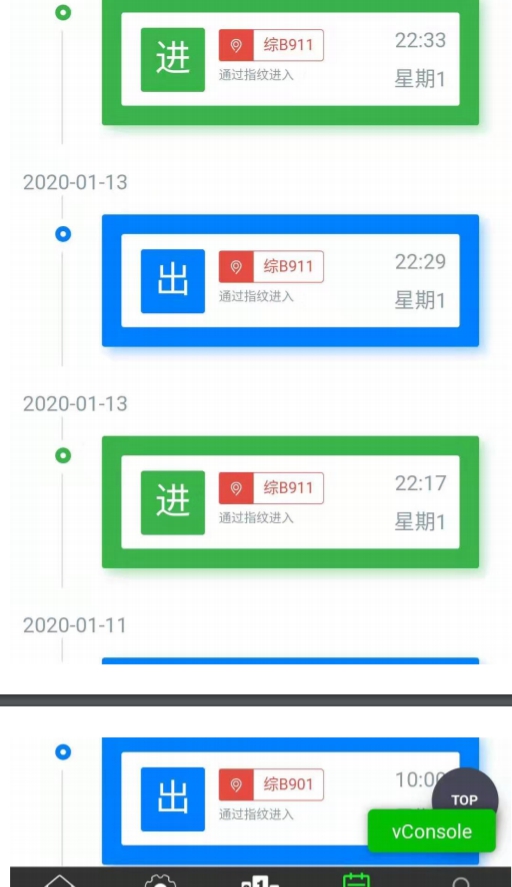 进
综B911
22:33
通过指纹进入
星期1
2020-01-13
出
综B911
22:29
通过指纹进入
星期1
2020-01-13
进
综B911
22:17
通过指纹进入
星期1
2020-01-11
出
综B901
10:00
通过指纹进入
TOP
vConsole